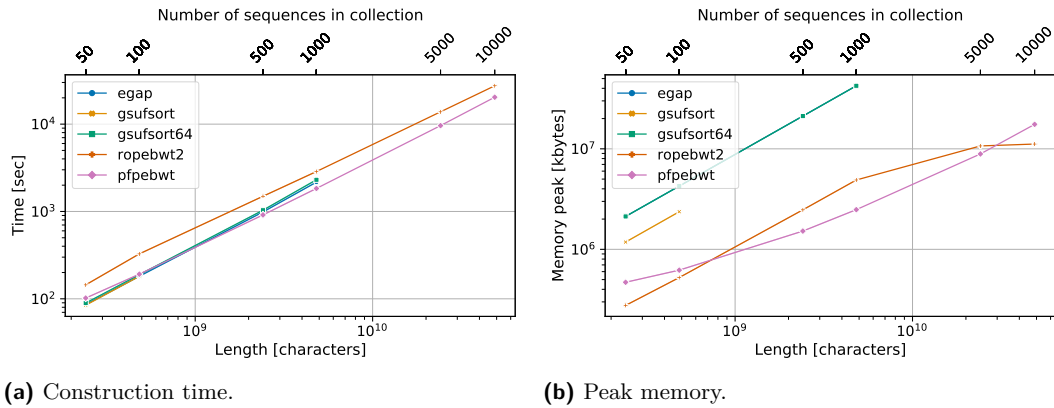 Number of sequences in collection
50 100 500 1000 5000 10000
egap
gsufsort
gsufsort64
ropebwt2
pfpebwt
Time [sec]
10^4
10^3
10^2
10^9 10^10
Length [characters]
(a) Construction time.
Number of sequences in collection
50 100 500 1000 5000 10000
egap
gsufsort
gsufsort64
ropebwt2
pfpebwt
Memory peak [kbytes]
10^7
10^6
10^9 10^10
Length [characters]
(b) Peak memory.